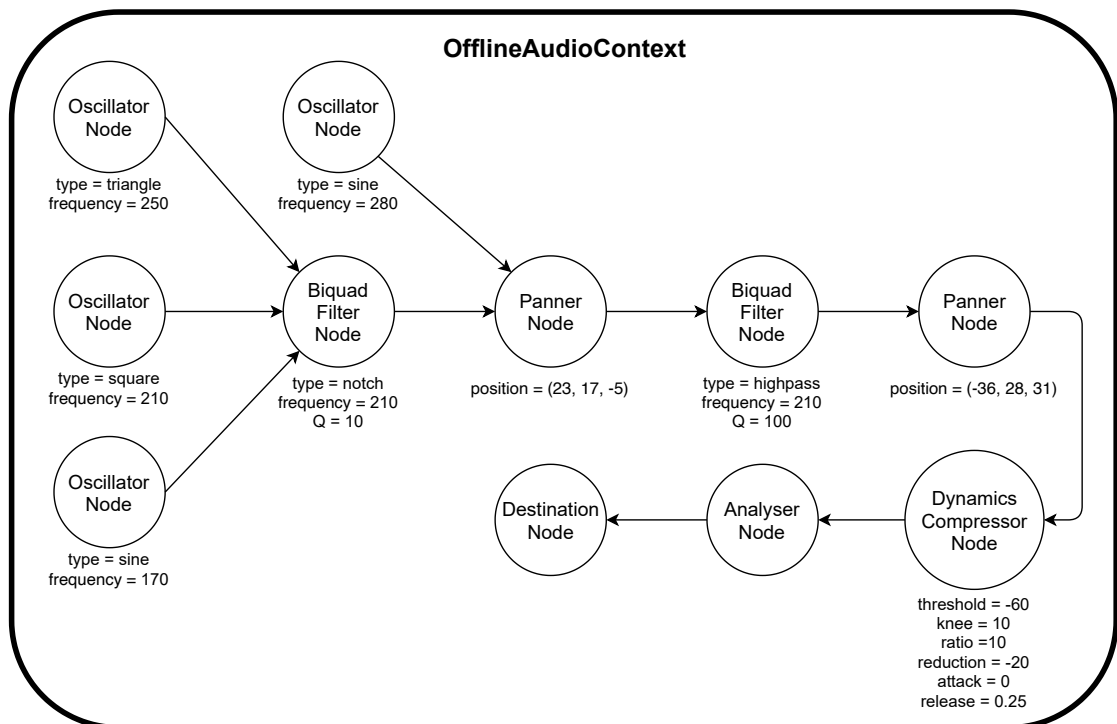 OfflineAudioContext
Oscillator
Node
type = triangle
frequency = 250
Oscillator
Node
type = sine
frequency = 280
Oscillator
Node
type = square
frequency = 210
Biquad
Filter
Node
type = notch
frequency = 210
Q = 10
Panner
Node
position = (23, 17, -5)
Biquad
Filter
Node
type = highpass
frequency = 210
Q = 100
Panner
Node
position = (-36, 28, 31)
Oscillator
Node
type = sine
frequency = 170
Destination
Node
Analyser
Node
Dynamics
Compressor
Node
threshold = -60
knee = 10
ratio =10
reduction = -20
attack = 0
release = 0.25